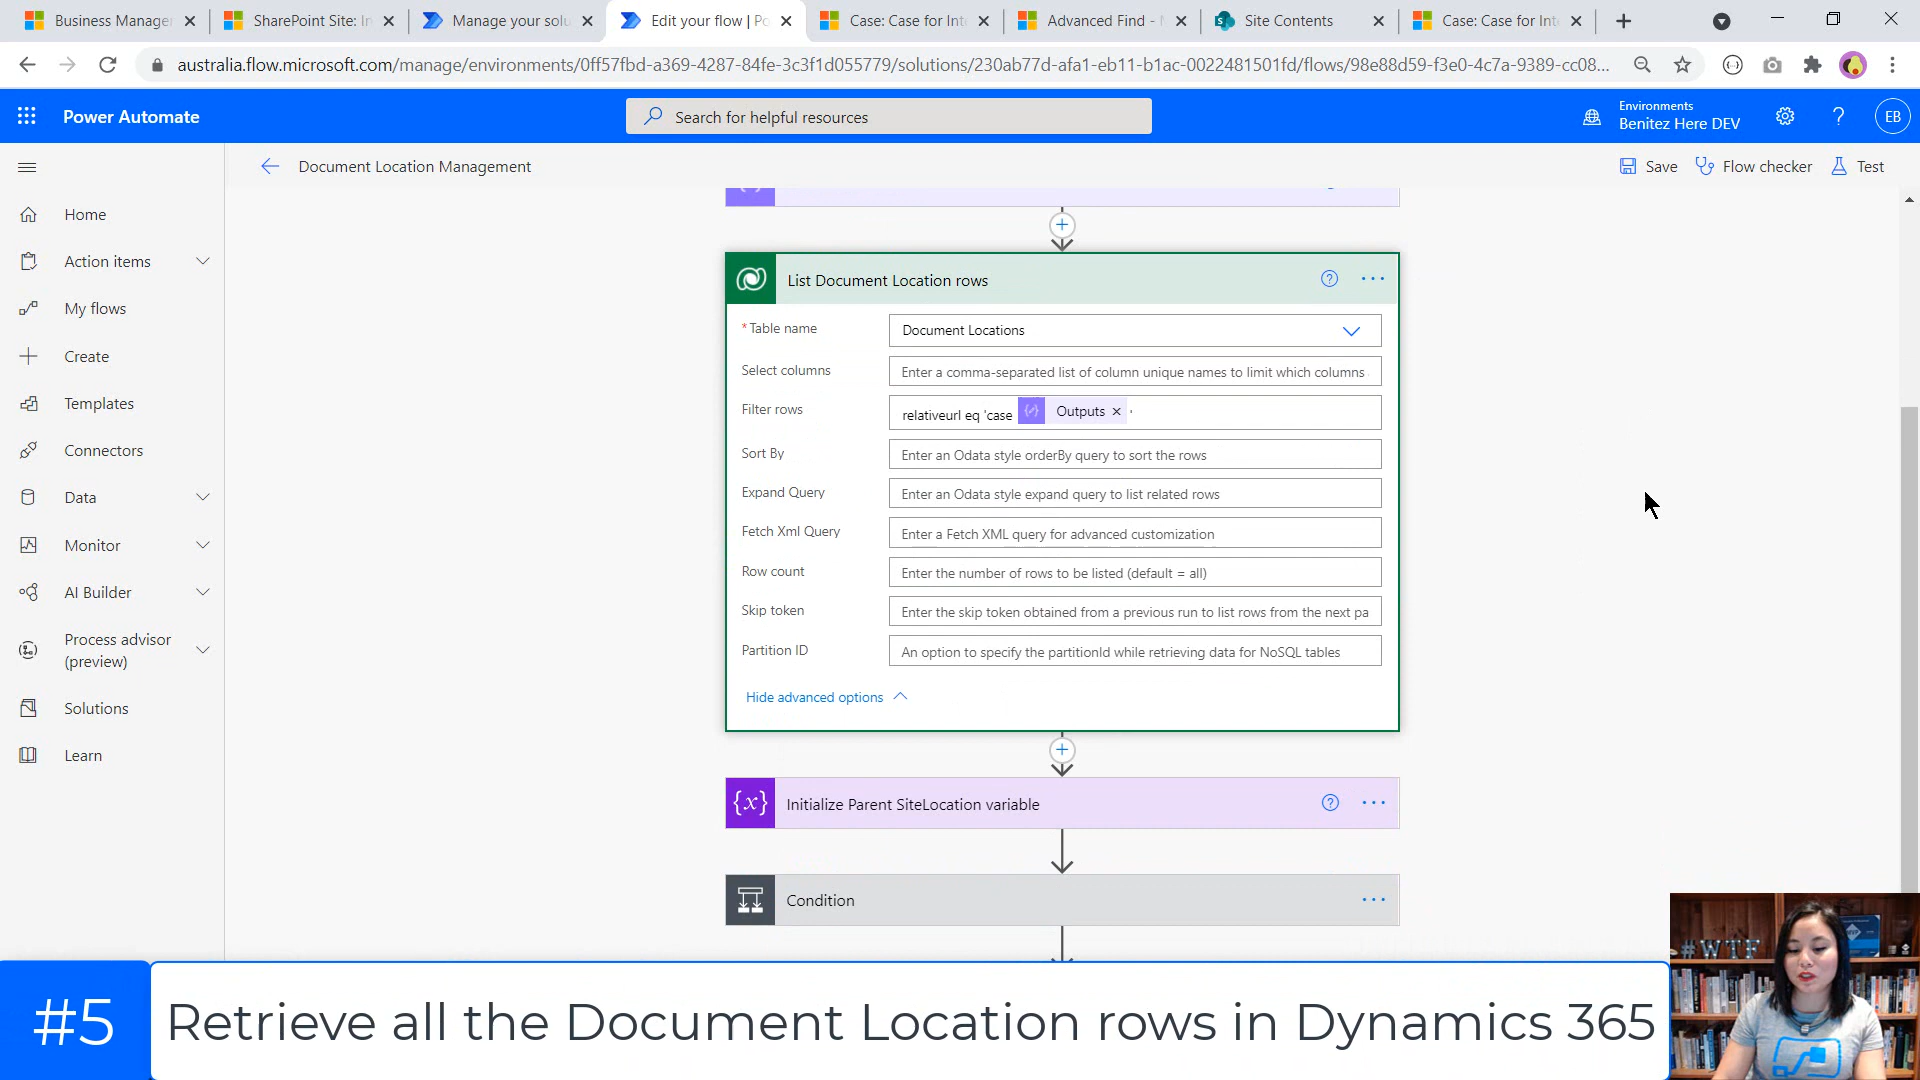 Business Manager
SharePoint Site: In
Manage your solu
Edit your flow | Po
Case: Case for Inte
Advanced Find - M
Site Contents
Case: Case for Inte
australia.flow.microsoft.com/manage/environments/0ff57fbd-a369-4287-84fe-3c3f1d055779/solutions/230ab77d-afa1-eb11-b1ac-0022481501fd/flows/98e88d59-f3e0-4c7a-9389-cc08...
Power Automate
Search for helpful resources
Environments
Benitez Here DEV
?
EB
Document Location Management
Save
Flow checker
Test
Home
Action items
My flows
Create
Templates
Connectors
Data
Monitor
AI Builder
Process advisor
(preview)
Solutions
Learn
List Document Location rows
* Table name
Document Locations
Select columns
Enter a comma-separated list of column unique names to limit which columns
Filter rows
relativeurl eq 'case Outputs × '
Sort By
Enter an Odata style orderBy query to sort the rows
Expand Query
Enter an Odata style expand query to list related rows
Fetch Xml Query
Enter a Fetch XML query for advanced customization
Row count
Enter the number of rows to be listed (default = all)
Skip token
Enter the skip token obtained from a previous run to list rows from the next pa
Partition ID
An option to specify the partitionId while retrieving data for NoSQL tables
Hide advanced options
{x} Initialize Parent SiteLocation variable
Condition
#WTF
#5
Retrieve all the Document Location rows in Dynamics 365